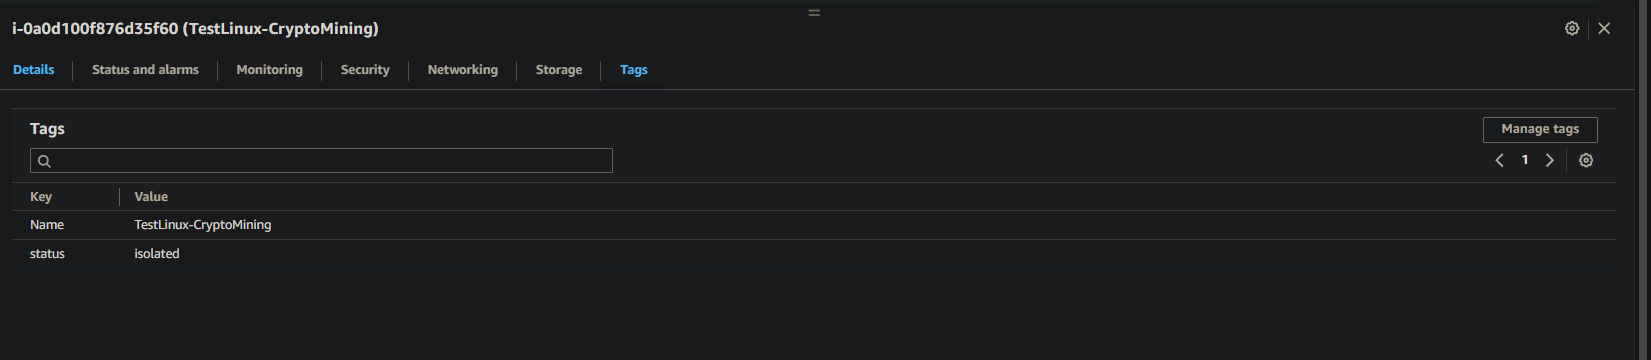 i-0a0d100f876d35f60 (TestLinux-CryptoMining)
Details Status and alarms Monitoring Security Networking Storage Tags
Tags
Manage tags
1
Key Value
Name TestLinux-CryptoMining
status isolated